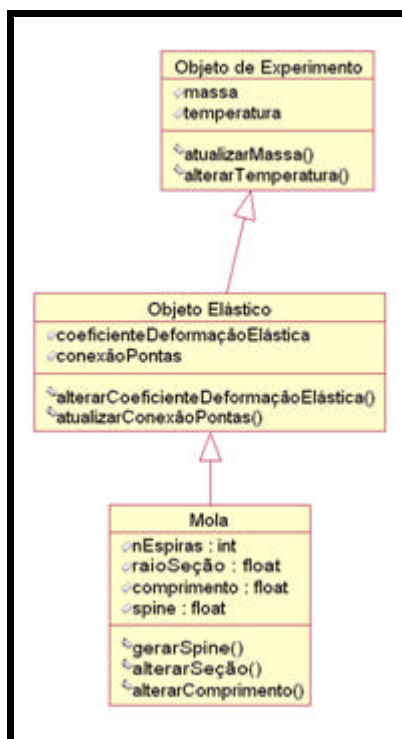 Objeto de Experimento
massa
temperatura
atualizarMassa()
alterarTemperatura()
Objeto Elástico
coeficienteDeformaçãoElástica
conexãoPontas
alterarCoeficienteDeformaçãoElástica()
atualizarConexãoPontas()
Mola
nEspiras : int
raioSeção : float
comprimento : float
spine : float
gerarSpine()
alterarSeção()
alterarComprimento()